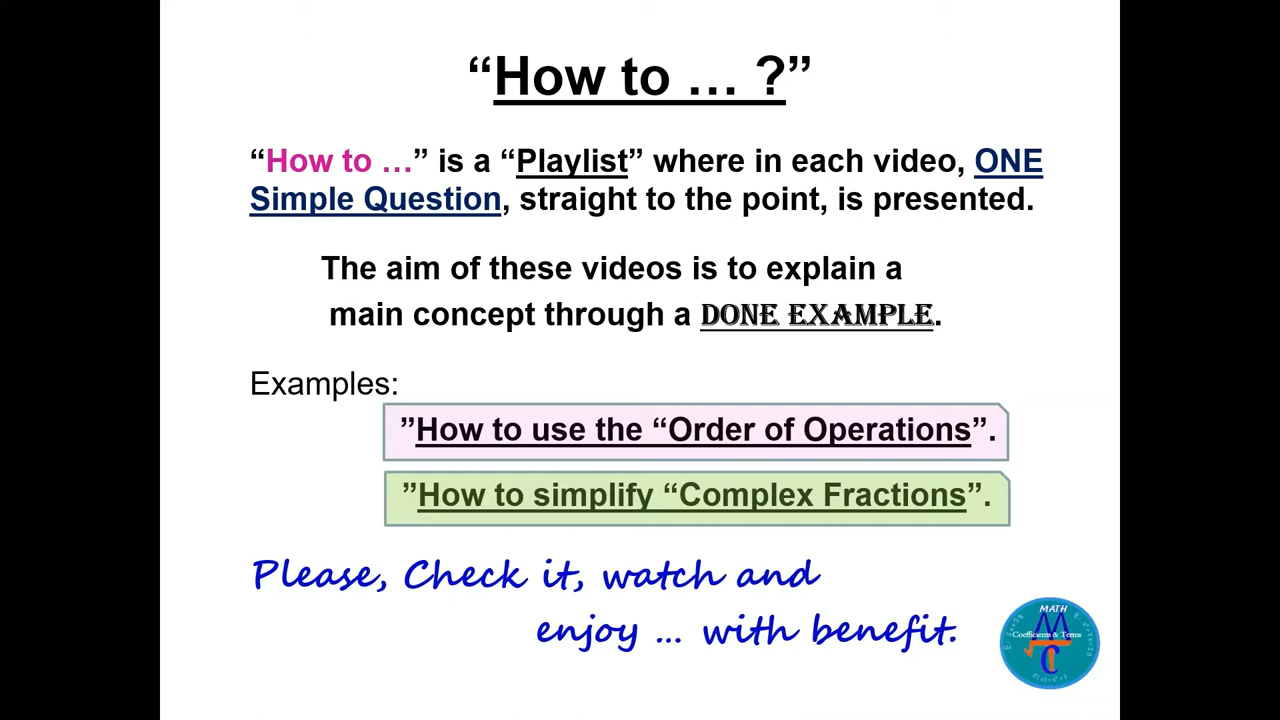 “How to … ?”
“How to …” is a “Playlist” where in each video, ONE
Simple Question, straight to the point, is presented.
The aim of these videos is to explain a
main concept through a DONE EXAMPLE.
Examples:
”How to use the “Order of Operations”.
”How to simplify “Complex Fractions”.
Please, Check it, watch and
enjoy … with benefit.
MATH
M
Coefficients & Terms
C